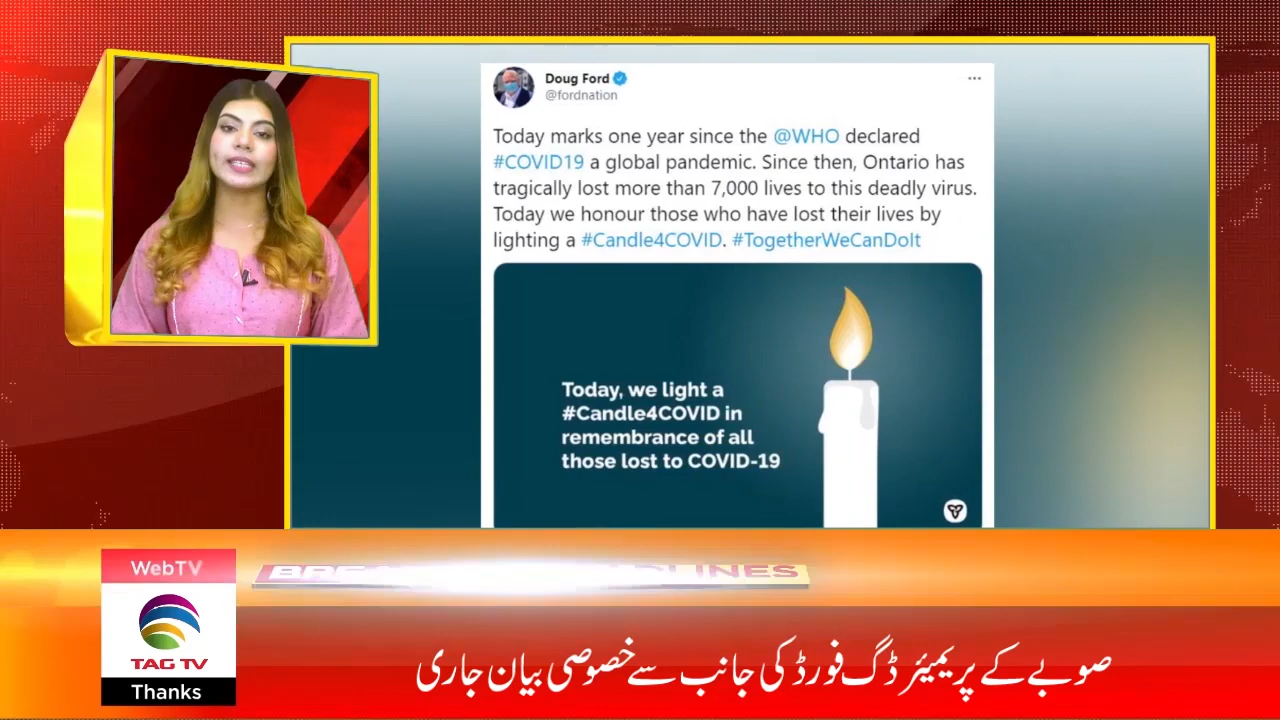 Doug Ford
@fordnation
Today marks one year since the @WHO declared
#COVID19 a global pandemic. Since then, Ontario has
tragically lost more than 7,000 lives to this deadly virus.
Today we honour those who have lost their lives by
lighting a #Candle4COVID. #TogetherWeCanDoIt
Today, we light a
#Candle4COVID in
remembrance of all
those lost to COVID-19
WebTV
TAG TV
Thanks
صوبے کے پریمیئر ڈگ فورڈ کی جانب سے خصوصی بیان جاری